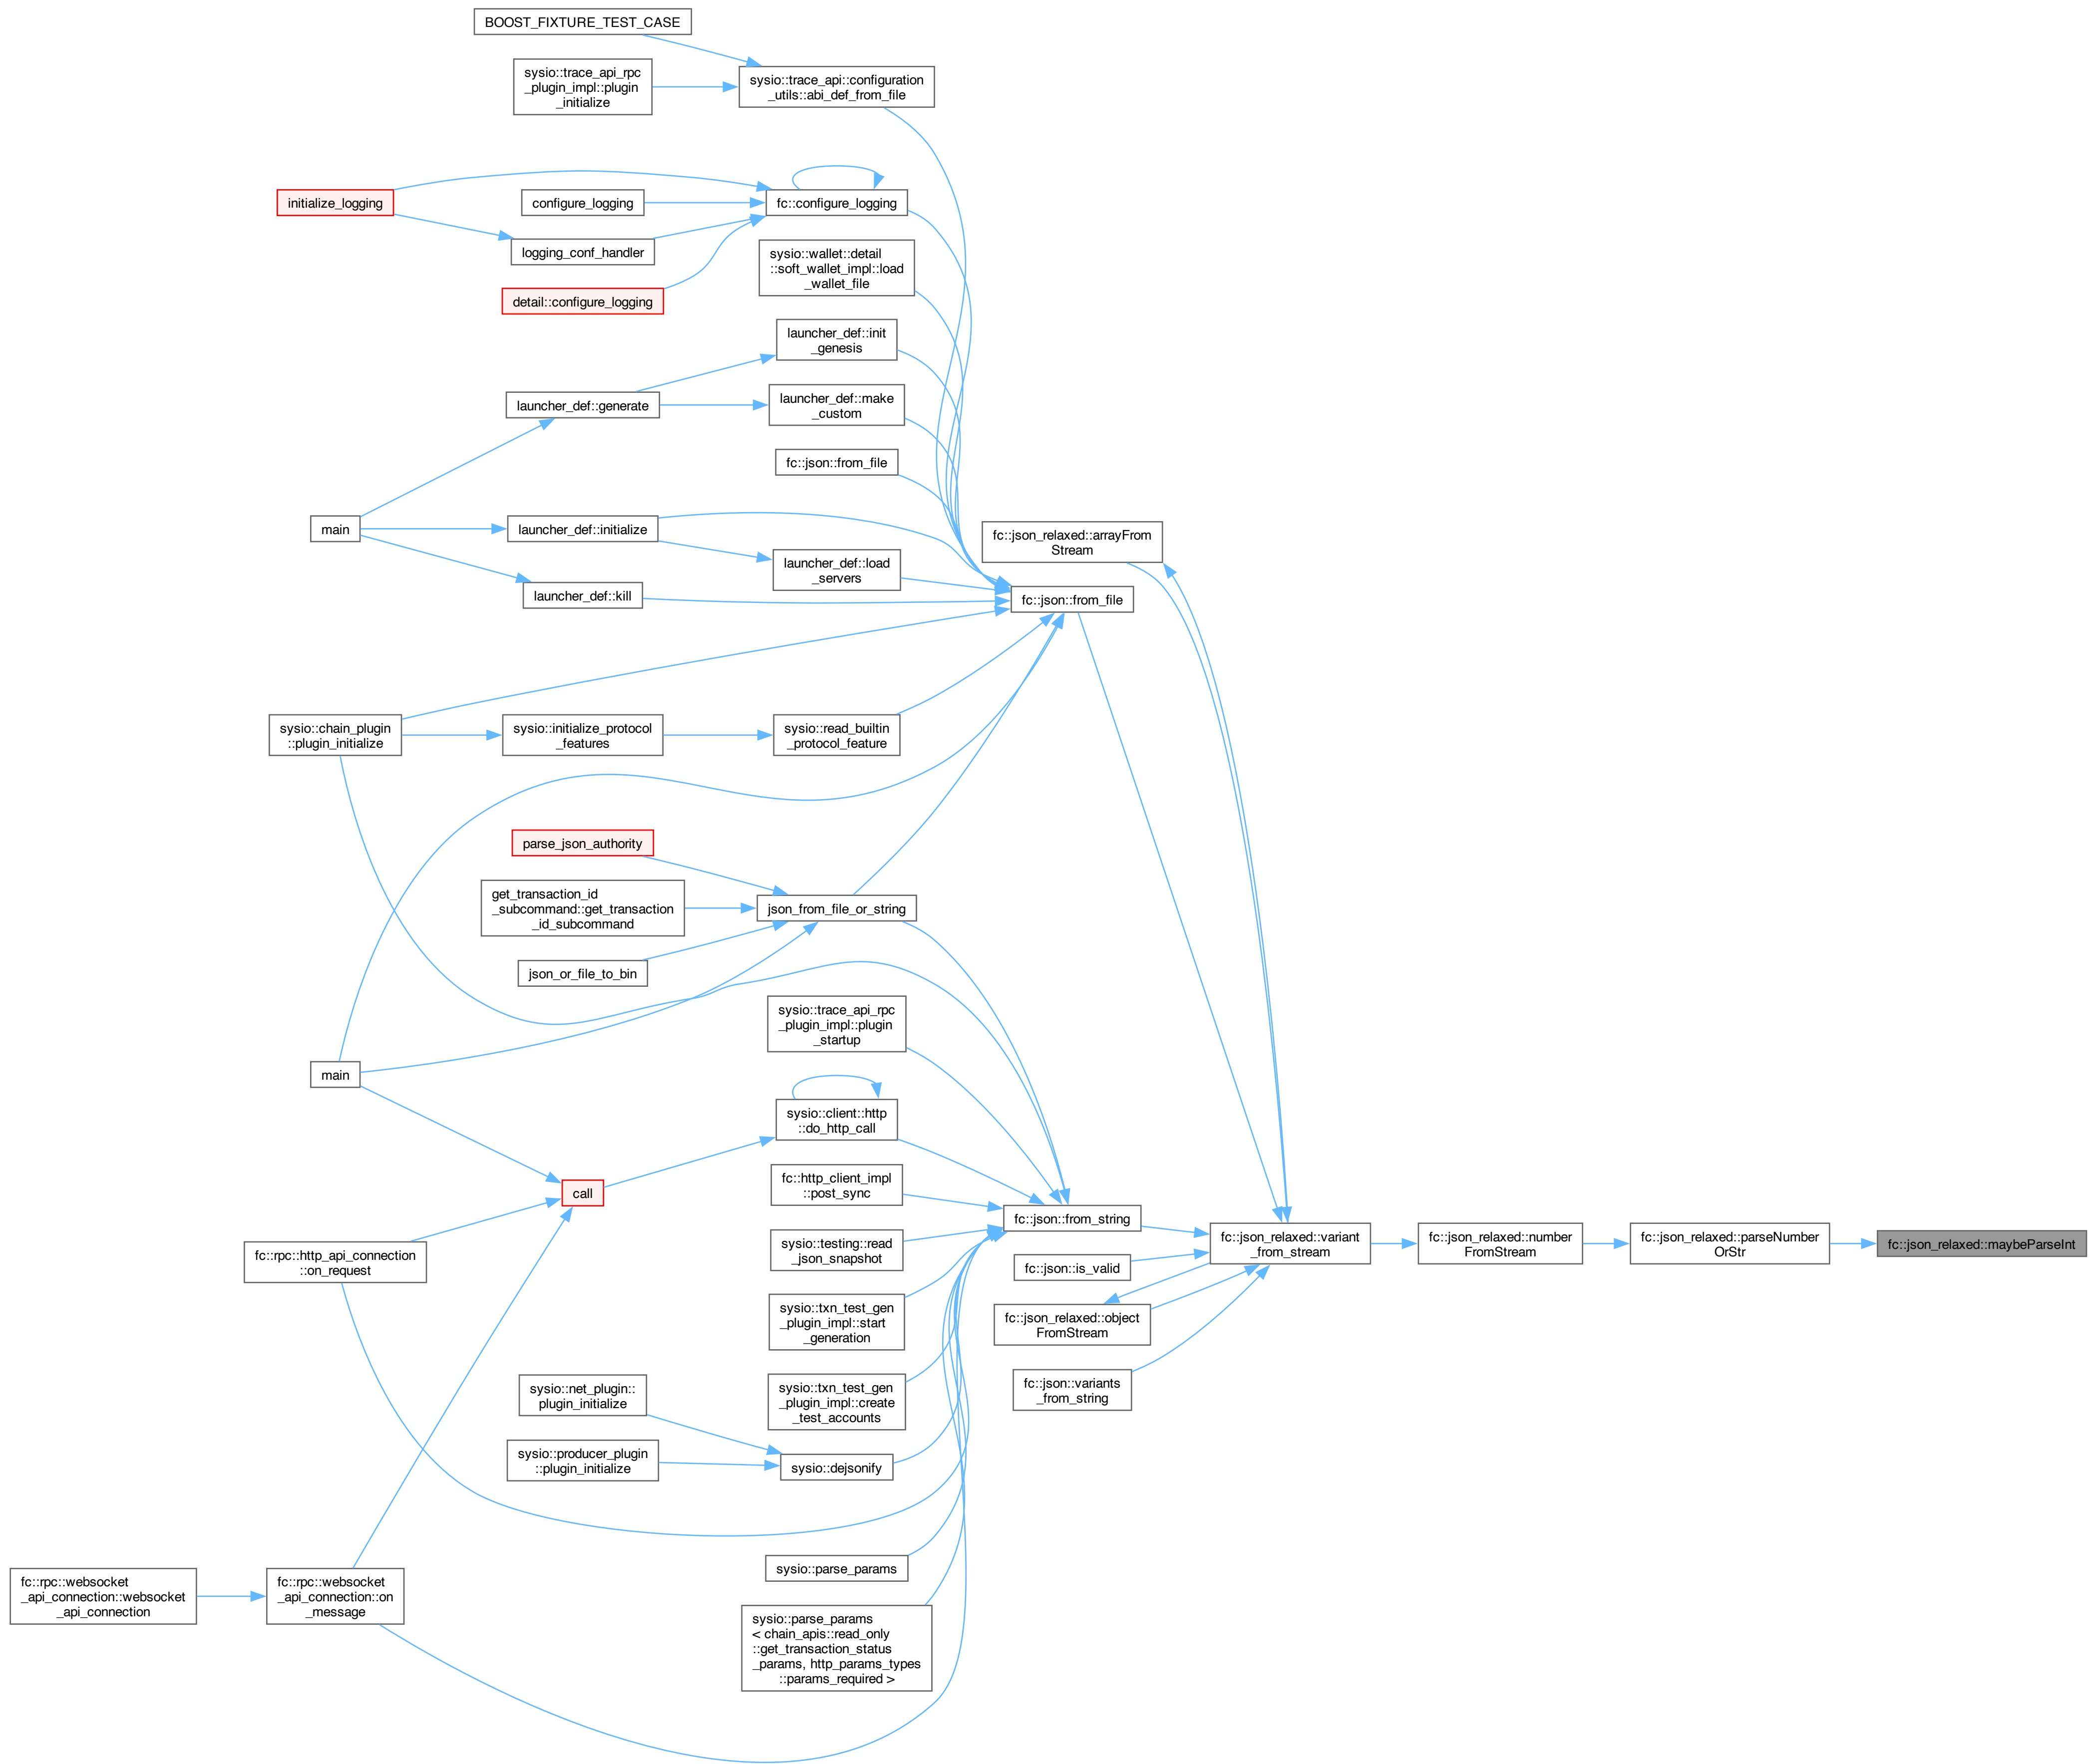 BOOST_FIXTURE_TEST_CASE
sysio::trace_api_rpc
_plugin_impl::plugin
_initialize
sysio::trace_api::configuration
_utils::abi_def_from_file
initialize_logging
configure_logging
fc::configure_logging
logging_conf_handler
sysio::wallet::detail
::soft_wallet_impl::load
_wallet_file
detail::configure_logging
launcher_def::init
_genesis
launcher_def::generate
launcher_def::make
_custom
fc::json::from_file
main
launcher_def::initialize
launcher_def::load
_servers
launcher_def::kill
fc::json::from_file
fc::json_relaxed::arrayFrom
Stream
sysio::chain_plugin
::plugin_initialize
sysio::initialize_protocol
_features
sysio::read_builtin
_protocol_feature
parse_json_authority
get_transaction_id
_subcommand::get_transaction
_id_subcommand
json_from_file_or_string
json_or_file_to_bin
sysio::trace_api_rpc
_plugin_impl::plugin
_startup
main
sysio::client::http
::do_http_call
call
fc::http_client_impl
::post_sync
fc::json::from_string
fc::rpc::http_api_connection
::on_request
sysio::testing::read
_json_snapshot
fc::json::is_valid
fc::json_relaxed::variant
_from_stream
fc::json_relaxed::number
FromStream
fc::json_relaxed::parseNumber
OrStr
fc::json_relaxed::maybeParseInt
sysio::txn_test_gen
_plugin_impl::start
_generation
fc::json_relaxed::object
FromStream
sysio::txn_test_gen
_plugin_impl::create
_test_accounts
fc::json::variants
_from_string
sysio::net_plugin::
plugin_initialize
sysio::producer_plugin
::plugin_initialize
sysio::dejsonify
sysio::parse_params
fc::rpc::websocket
_api_connection::websocket
_api_connection
fc::rpc::websocket
_api_connection::on
_message
sysio::parse_params
< chain_apis::read_only
::get_transaction_status
_params, http_params_types
::params_required >